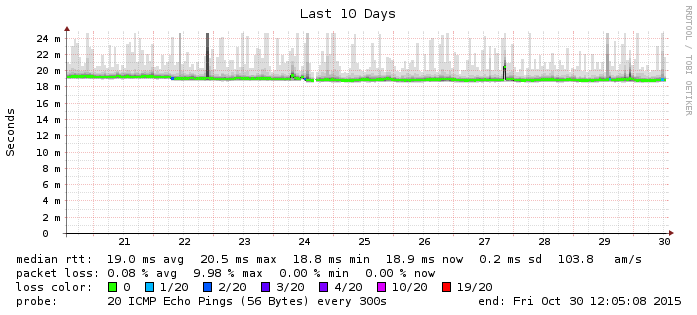 Last 10 Days
RRDTOOL / TOBI OETIKER
Seconds
24 m
22 m
20 m
18 m
16 m
14 m
12 m
10 m
8 m
6 m
4 m
2 m
0
21 22 23 24 25 26 27 28 29 30
median rtt: 19.0 ms avg 20.5 ms max 18.8 ms min 18.9 ms now 0.2 ms sd 103.8 am/s
packet loss: 0.08 % avg 9.98 % max 0.00 % min 0.00 % now
loss color: 0 1/20 2/20 3/20 4/20 10/20 19/20
probe: 20 ICMP Echo Pings (56 Bytes) every 300s end: Fri Oct 30 12:05:08 2015